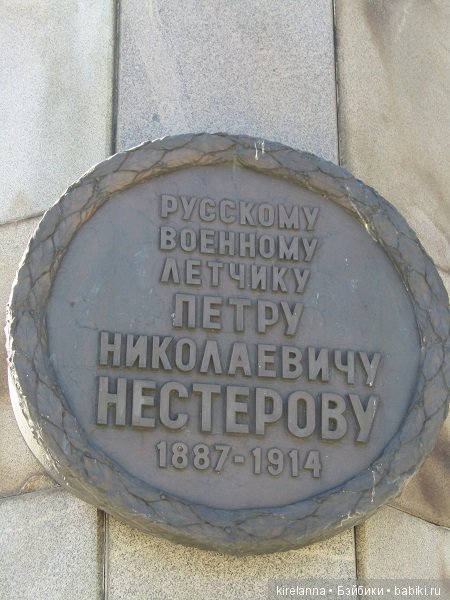 РУССКОМУ
ВОЕННОМУ
ЛЕТЧИКУ
ПЕТРУ
НИКОЛАЕВИЧУ
НЕСТЕРОВУ
1887-1914
kirelanna • Бэйбики • babiki.ru